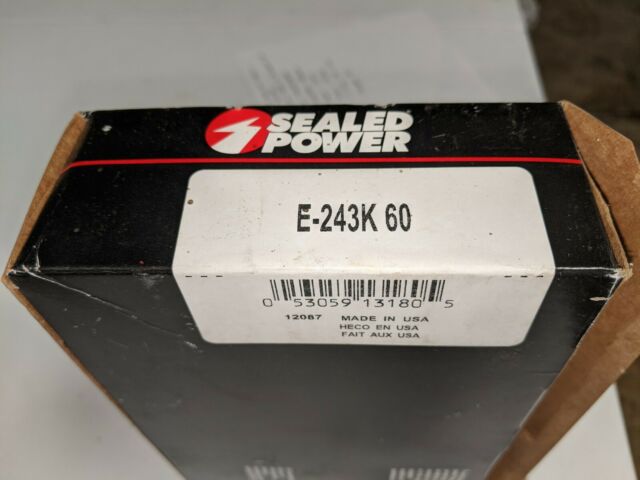 SEALED
POWER
E-243K 60
0 53059 13180 5
12087 MADE IN USA
HECO EN USA
FAIT AUX USA